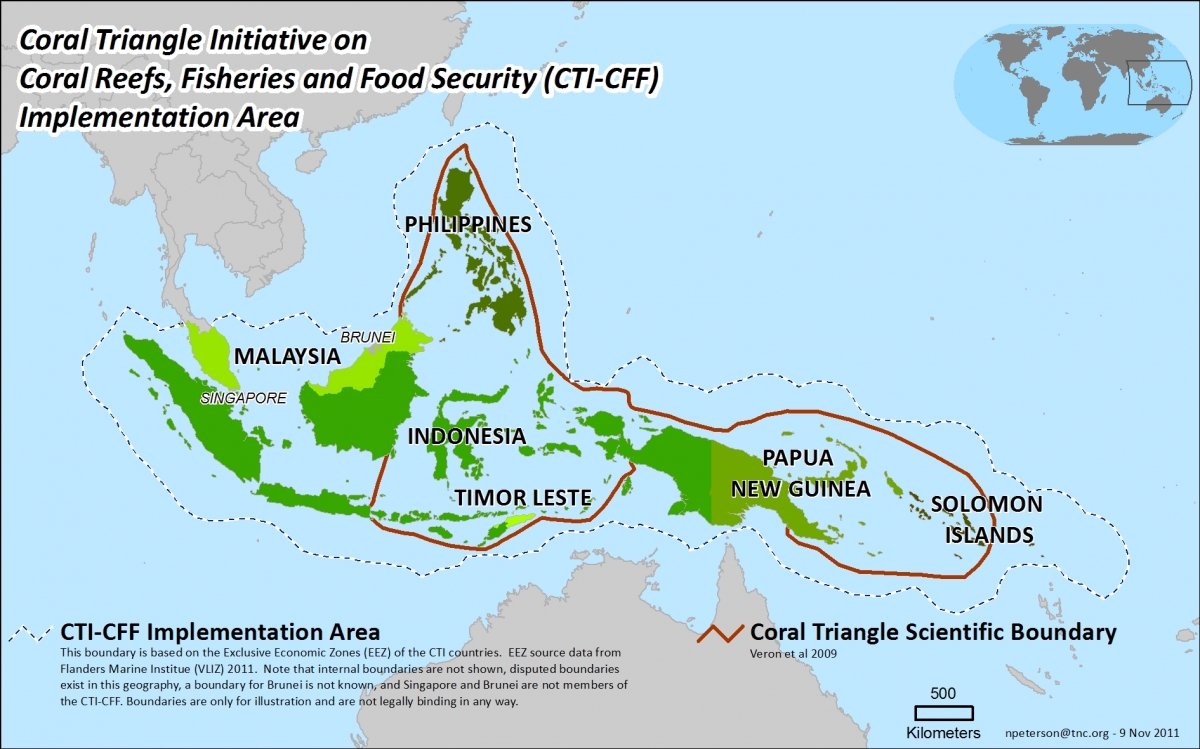 Coral Triangle Initiative on
Coral Reefs, Fisheries and Food Security (CTI-CFF)
Implementation Area
PHILIPPINES
BRUNEI
MALAYSIA
SINGAPORE
INDONESIA
PAPUA
NEW GUINEA
TIMOR LESTE
SOLOMON
ISLANDS
CTI-CFF Implementation Area
This boundary is based on the Exclusive Economic Zones (EEZ) of the CTI countries. EEZ source data from
Flanders Marine Institue (VLIZ) 2011. Note that internal boundaries are not shown, disputed boundaries
exist in this geography, a boundary for Brunei is not known, and Singapore and Brunei are not members of
the CTI-CFF. Boundaries are only for illustration and are not legally binding in any way.
Coral Triangle Scientific Boundary
Veron et al 2009
500
Kilometers
npeterson@tnc.org - 9 Nov 2011